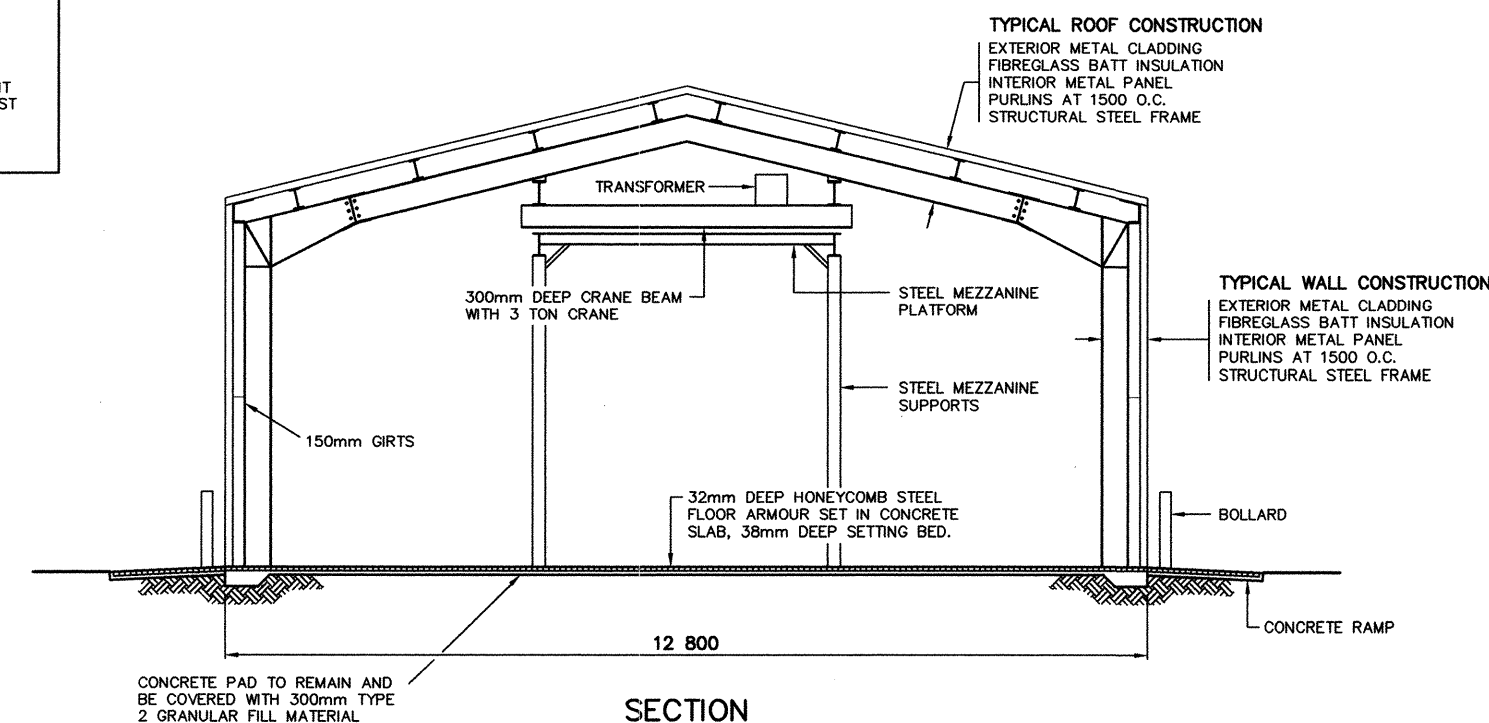 IT
ST
TYPICAL ROOF CONSTRUCTION
EXTERIOR METAL CLADDING
FIBREGLASS BATT INSULATION
INTERIOR METAL PANEL
PURLINS AT 1500 O.C.
STRUCTURAL STEEL FRAME
TRANSFORMER
300mm DEEP CRANE BEAM
WITH 3 TON CRANE
STEEL MEZZANINE
PLATFORM
TYPICAL WALL CONSTRUCTION
EXTERIOR METAL CLADDING
FIBREGLASS BATT INSULATION
INTERIOR METAL PANEL
PURLINS AT 1500 O.C.
STRUCTURAL STEEL FRAME
STEEL MEZZANINE
SUPPORTS
150mm GIRTS
32mm DEEP HONEYCOMB STEEL
FLOOR ARMOUR SET IN CONCRETE
SLAB, 38mm DEEP SETTING BED.
BOLLARD
CONCRETE RAMP
12 800
CONCRETE PAD TO REMAIN AND
BE COVERED WITH 300mm TYPE
2 GRANULAR FILL MATERIAL
SECTION